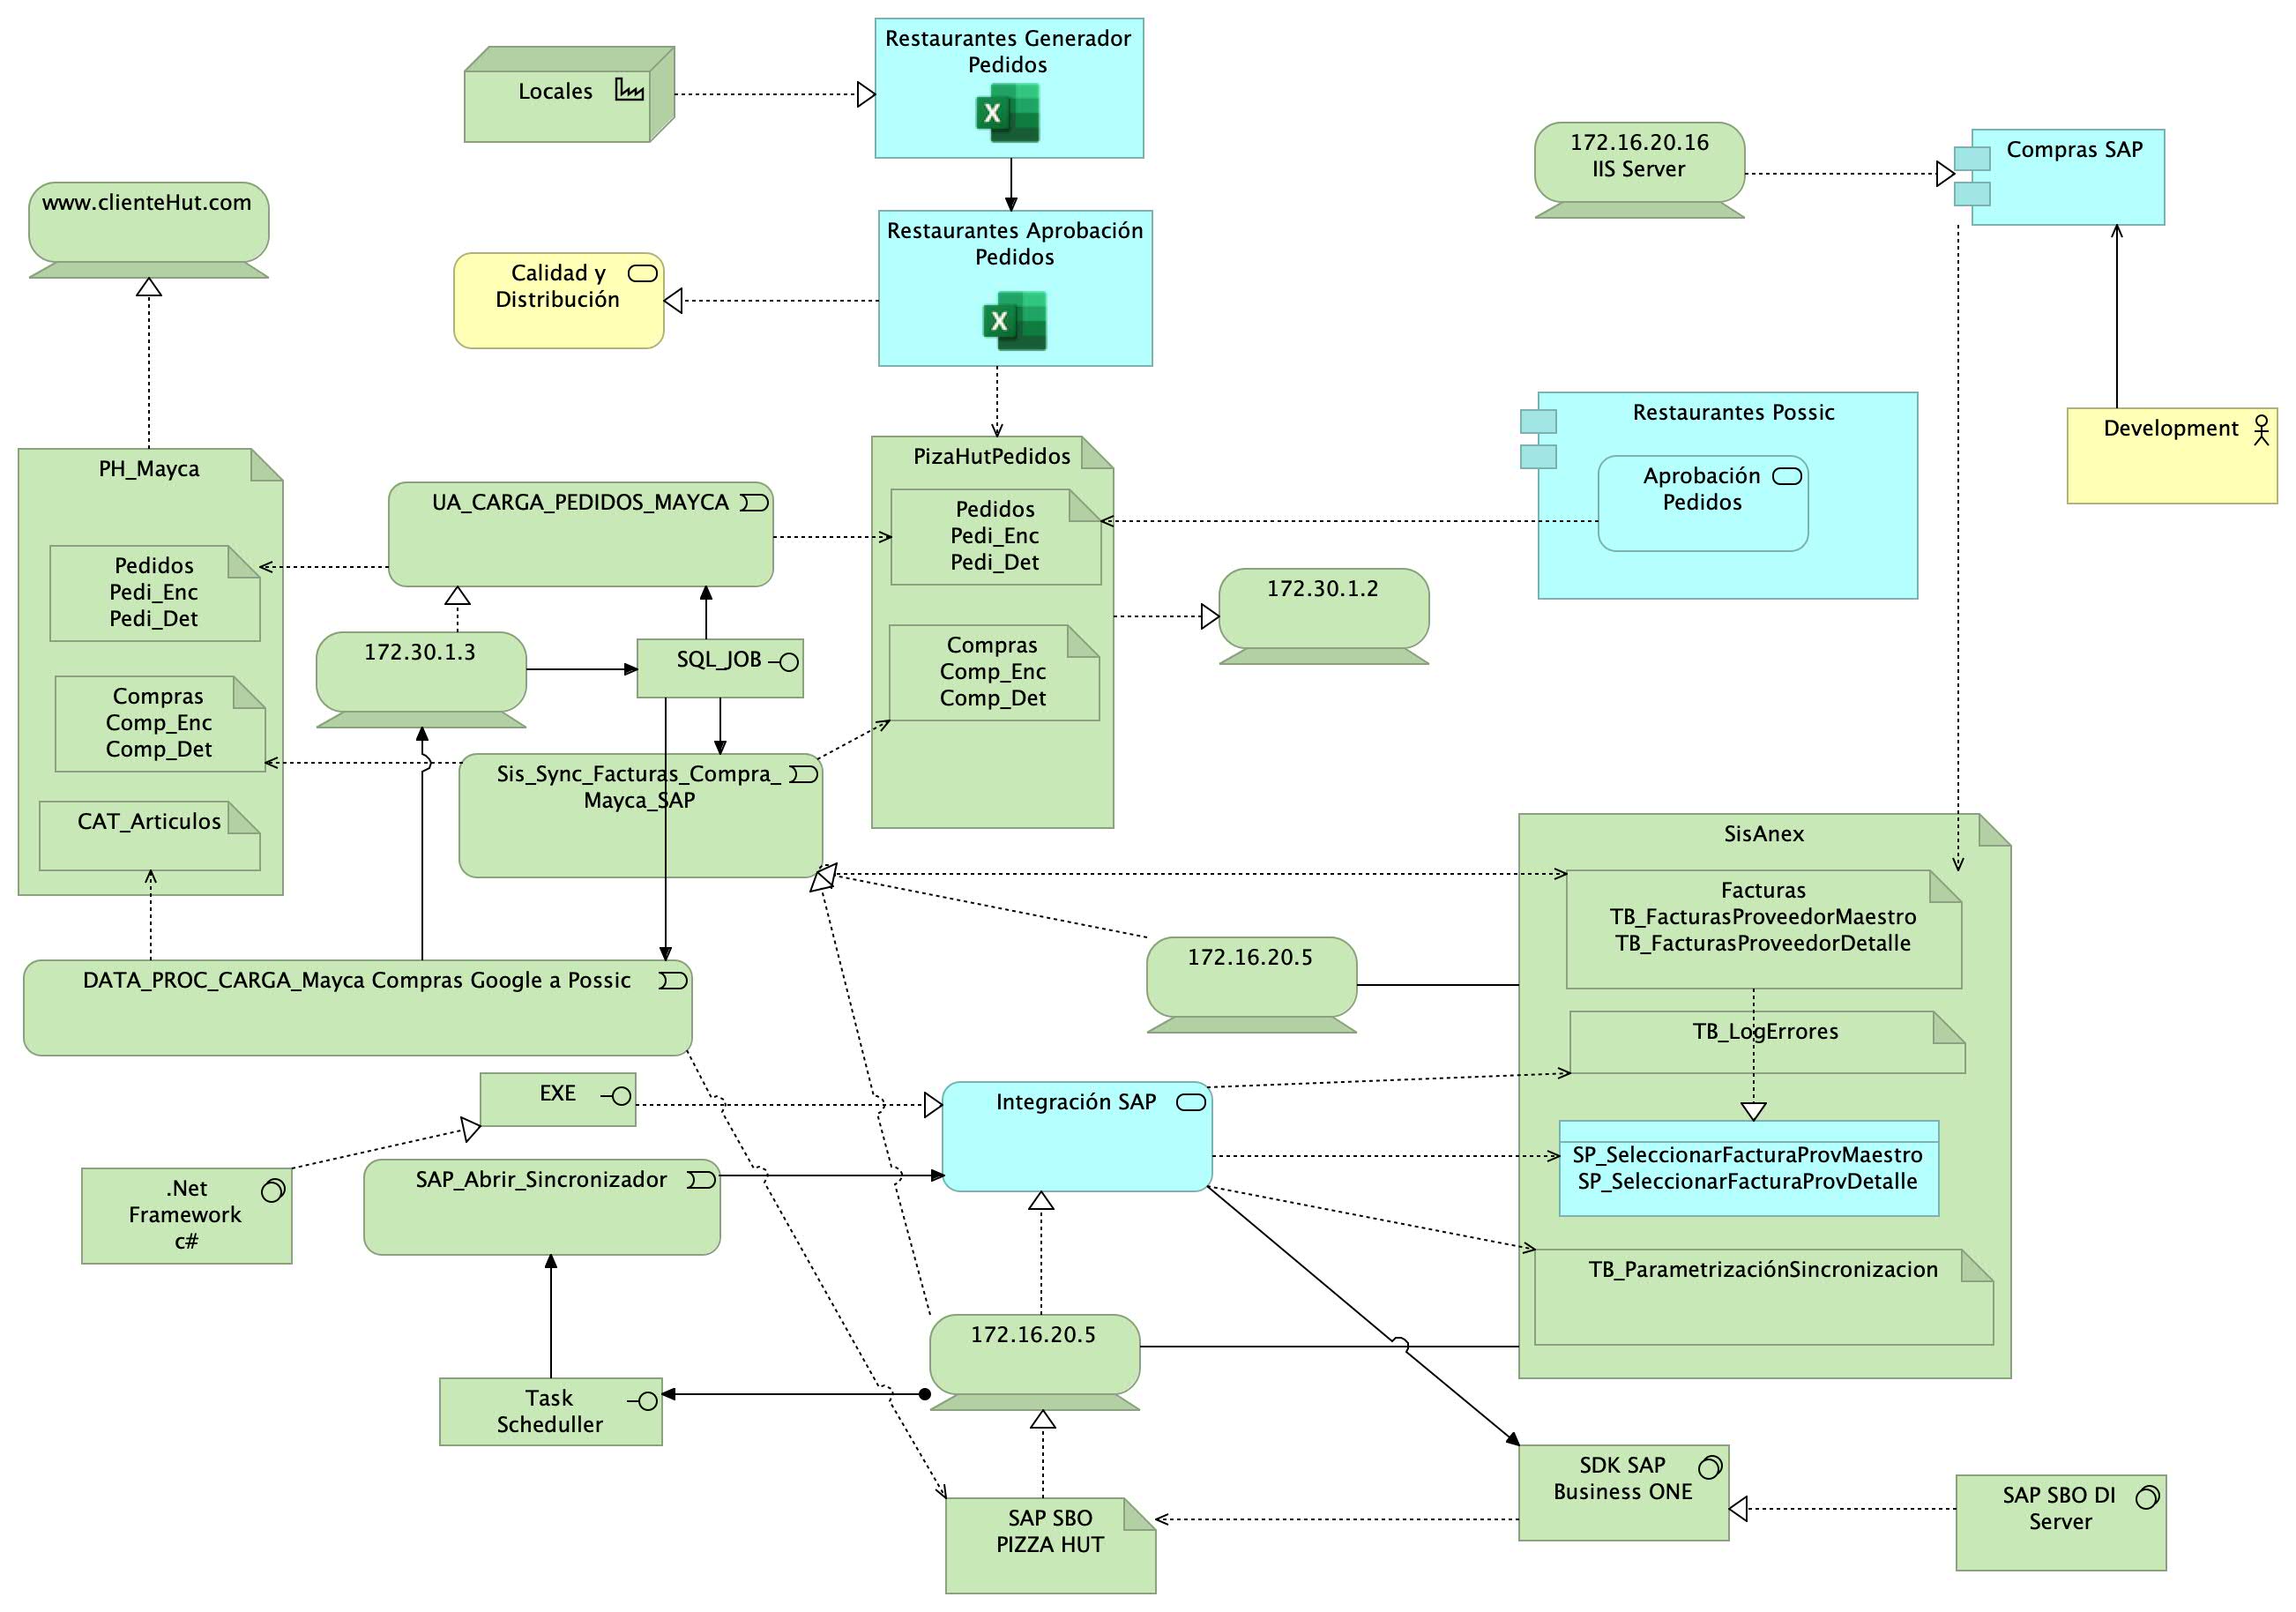 Restaurantes Generador
Pedidos
X
Locales
172.16.20.16
IIS Server
Compras SAP
www.clienteHut.com
Restaurantes Aprobación
Pedidos
X
Calidad y
Distribución
Restaurantes Possic
Aprobación
Pedidos
Development
PH_Mayca
Pedidos
Pedi_Enc
Pedi_Det
Compras
Comp_Enc
Comp_Det
CAT_Articulos
UA_CARGA_PEDIDOS_MAYCA
172.30.1.3
SQL_JOB
PizaHutPedidos
Pedidos
Pedi_Enc
Pedi_Det
Compras
Comp_Enc
Comp_Det
172.30.1.2
Sis_Sync_Facturas_Compra_
Mayca_SAP
SisAnex
Facturas
TB_FacturasProveedorMaestro
TB_FacturasProveedorDetalle
TB_LogErrores
SP_SeleccionarFacturaProvMaestro
SP_SeleccionarFacturaProvDetalle
TB_ParametrizaciónSincronizacion
172.16.20.5
DATA_PROC_CARGA_Mayca Compras Google a Possic
EXE
Integración SAP
.Net
Framework
c#
SAP_Abrir_Sincronizador
172.16.20.5
Task
Scheduller
SAP SBO
PIZZA HUT
SDK SAP
Business ONE
SAP SBO DI
Server